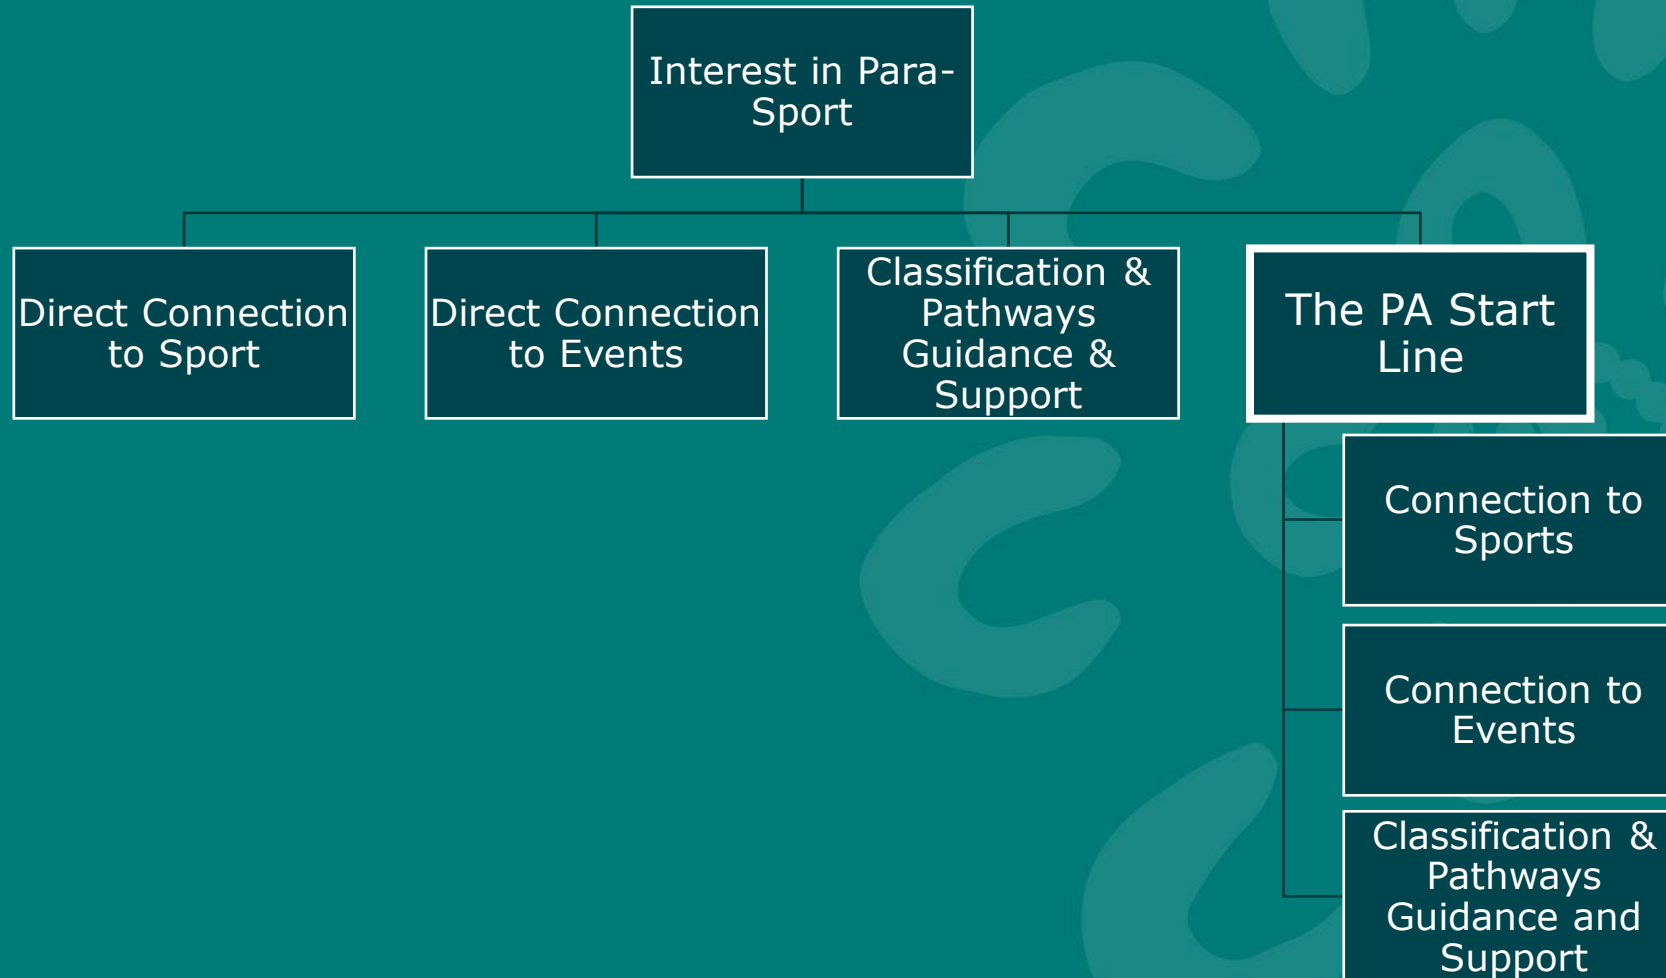 Interest in Para-
Sport
Direct Connection
to Sport
Direct Connection
to Events
Classification &
Pathways
Guidance &
Support
The PA Start
Line
Connection to
Sports
Connection to
Events
Classification &
Pathways
Guidance and
Support